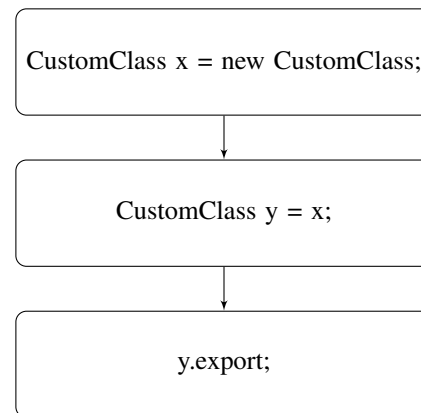 CustomClass x = new CustomClass;
CustomClass y = x;
y.export;